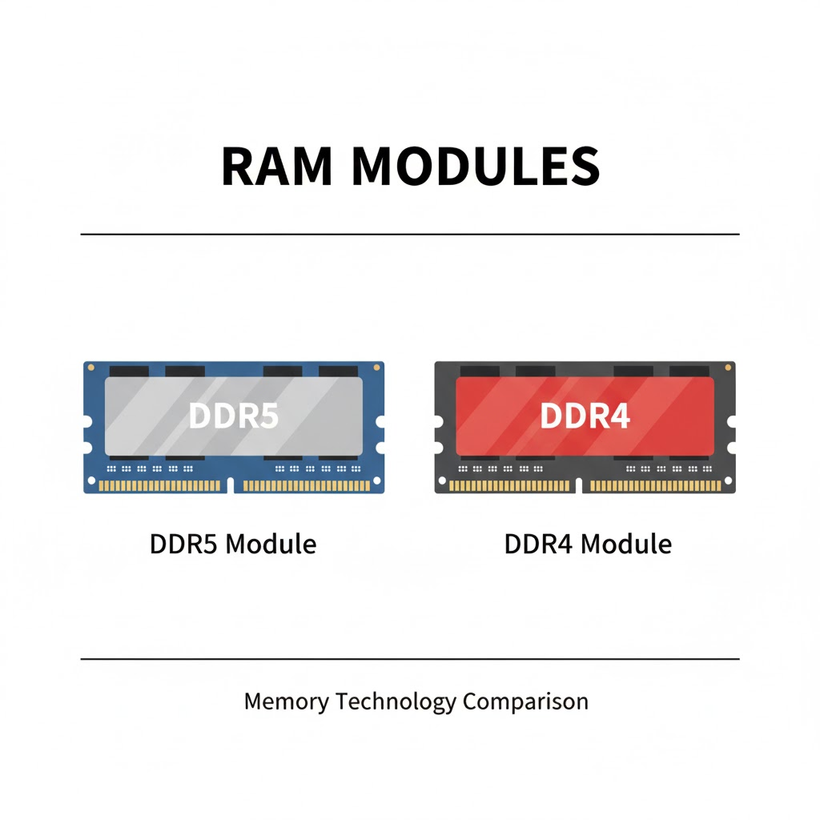 RAM MODULES
DDR5
DDR4
DDR5 Module
DDR4 Module
Memory Technology Comparison